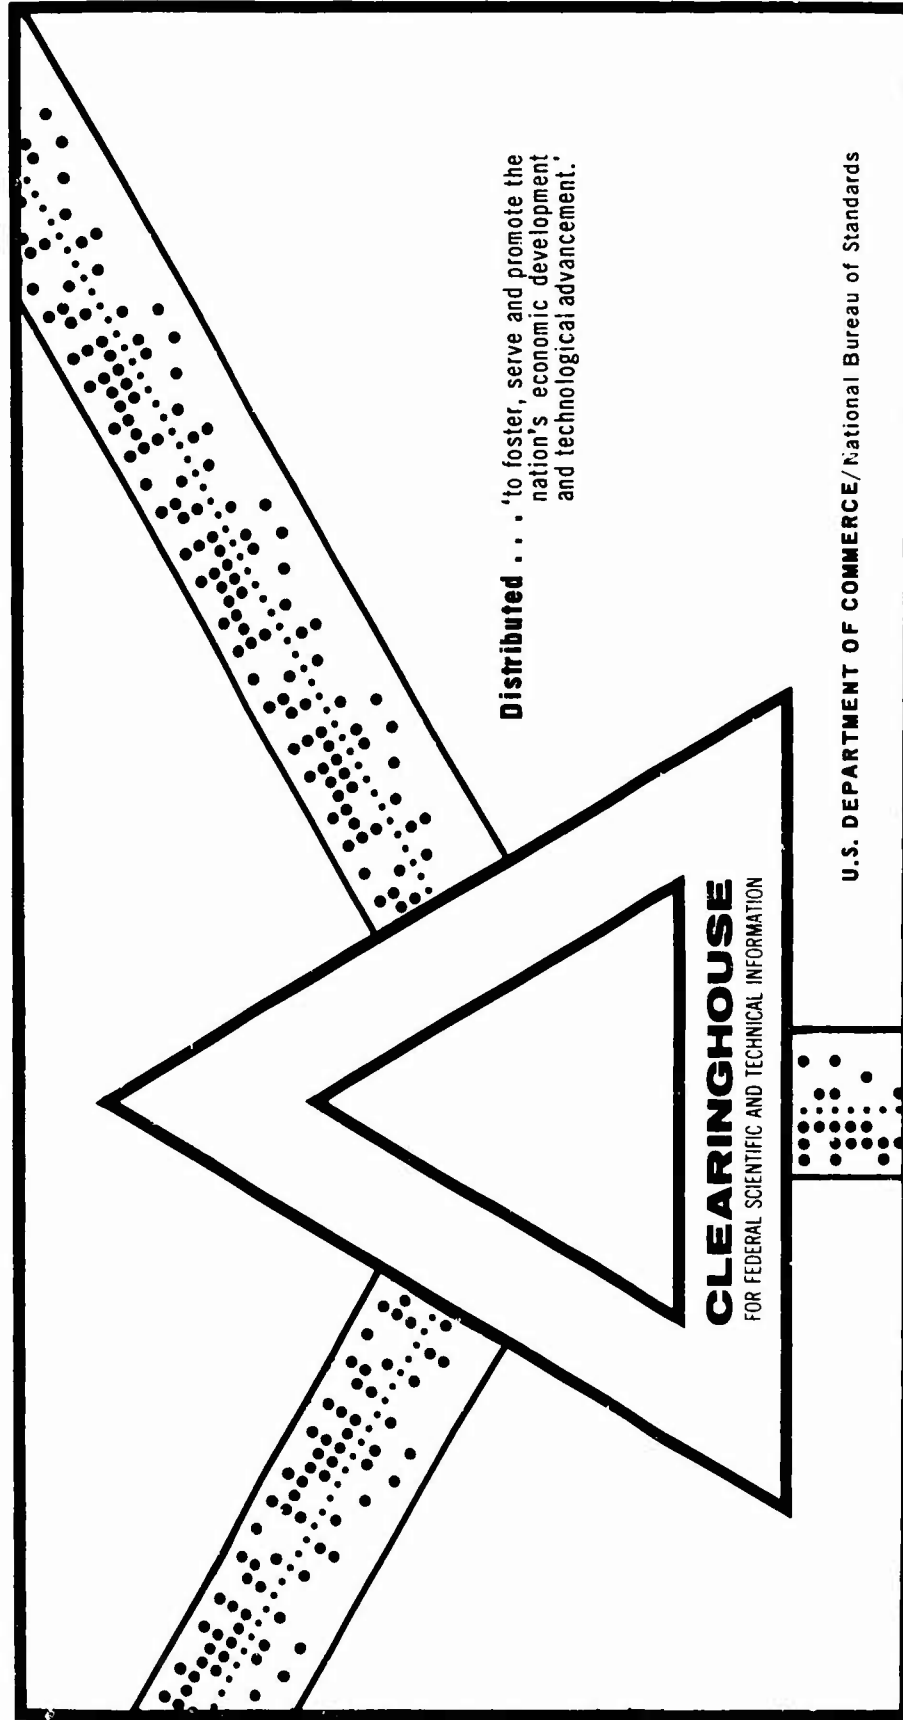 Distributed . . . 'to foster, serve and promote the
nation's economic development
and technological advancement.'
CLEARINGHOUSE
FOR FEDERAL SCIENTIFIC AND TECHNICAL INFORMATION
U.S. DEPARTMENT OF COMMERCE/National Bureau of Standards